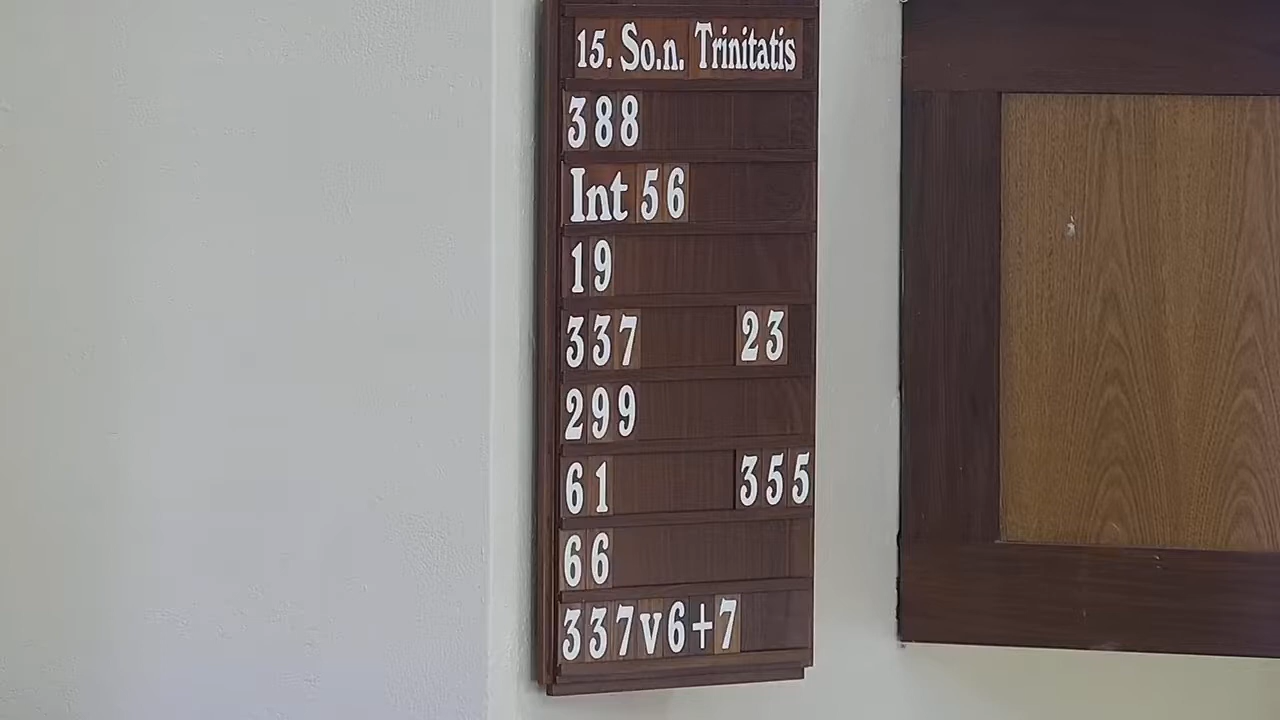 15. So.n. Trinitatis
388
Int 56
19
337 23
299
61 355
66
337v6+7